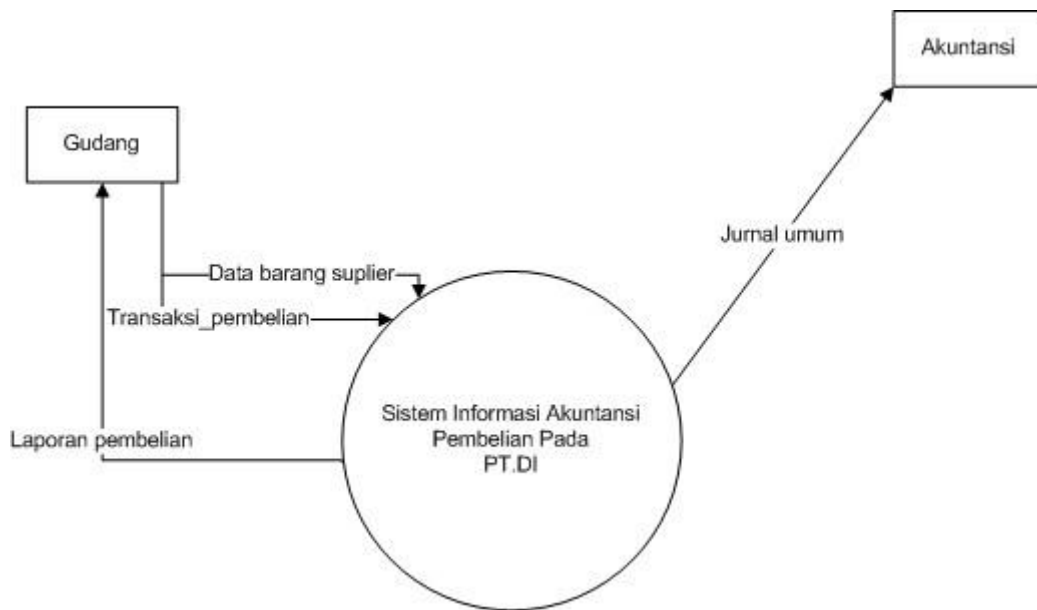 Akuntansi
Gudang
Jurnal umum
Data barang suplier
Transaksi_pembelian
Laporan pembelian
Sistem Informasi Akuntansi
Pembelian Pada
PT.DI